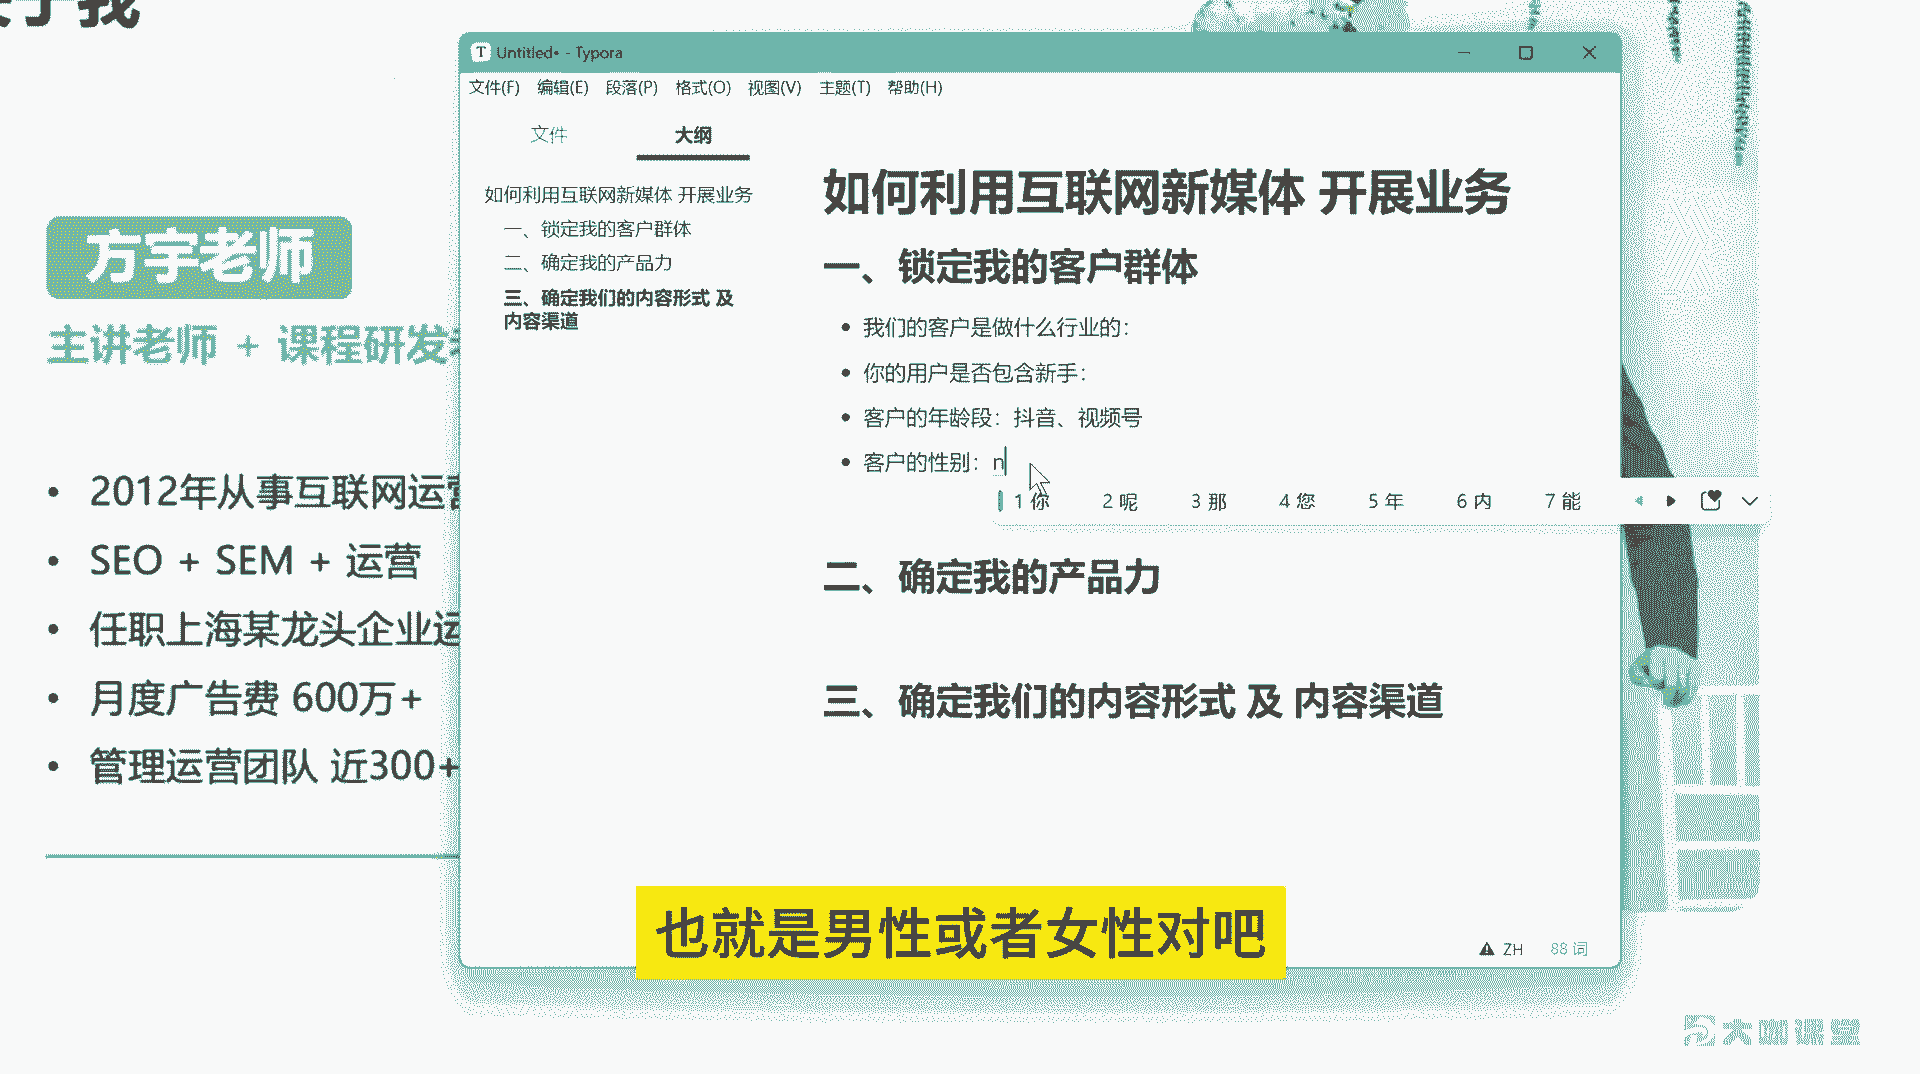 我
Untitled• - Typora
文件(F) 编辑(E) 段落(P) 格式(O) 视图(V) 主题(T) 帮助(H)
文件 大纲
如何利用互联网新媒体 开展业务
一、锁定我的客户群体
二、确定我的产品力
三、确定我们的内容形式 及
内容渠道
如何利用互联网新媒体 开展业务
一、锁定我的客户群体
• 我们的客户是做什么行业的：
• 你的用户是否包含新手：
• 客户的年龄段：抖音、视频号
• 客户的性别：n
1 你 2 呢 3 那 4 您 5 年 6 内 7 能
二、确定我的产品力
三、确定我们的内容形式 及 内容渠道
ZH 88 词
方宇老师
主讲老师 + 课程研发
• 2012年从事互联网运营
• SEO + SEM + 运营
• 任职上海某龙头企业运
• 月度广告费 600万+
• 管理运营团队 近300+
也就是男性或者女性对吧
大咖课堂